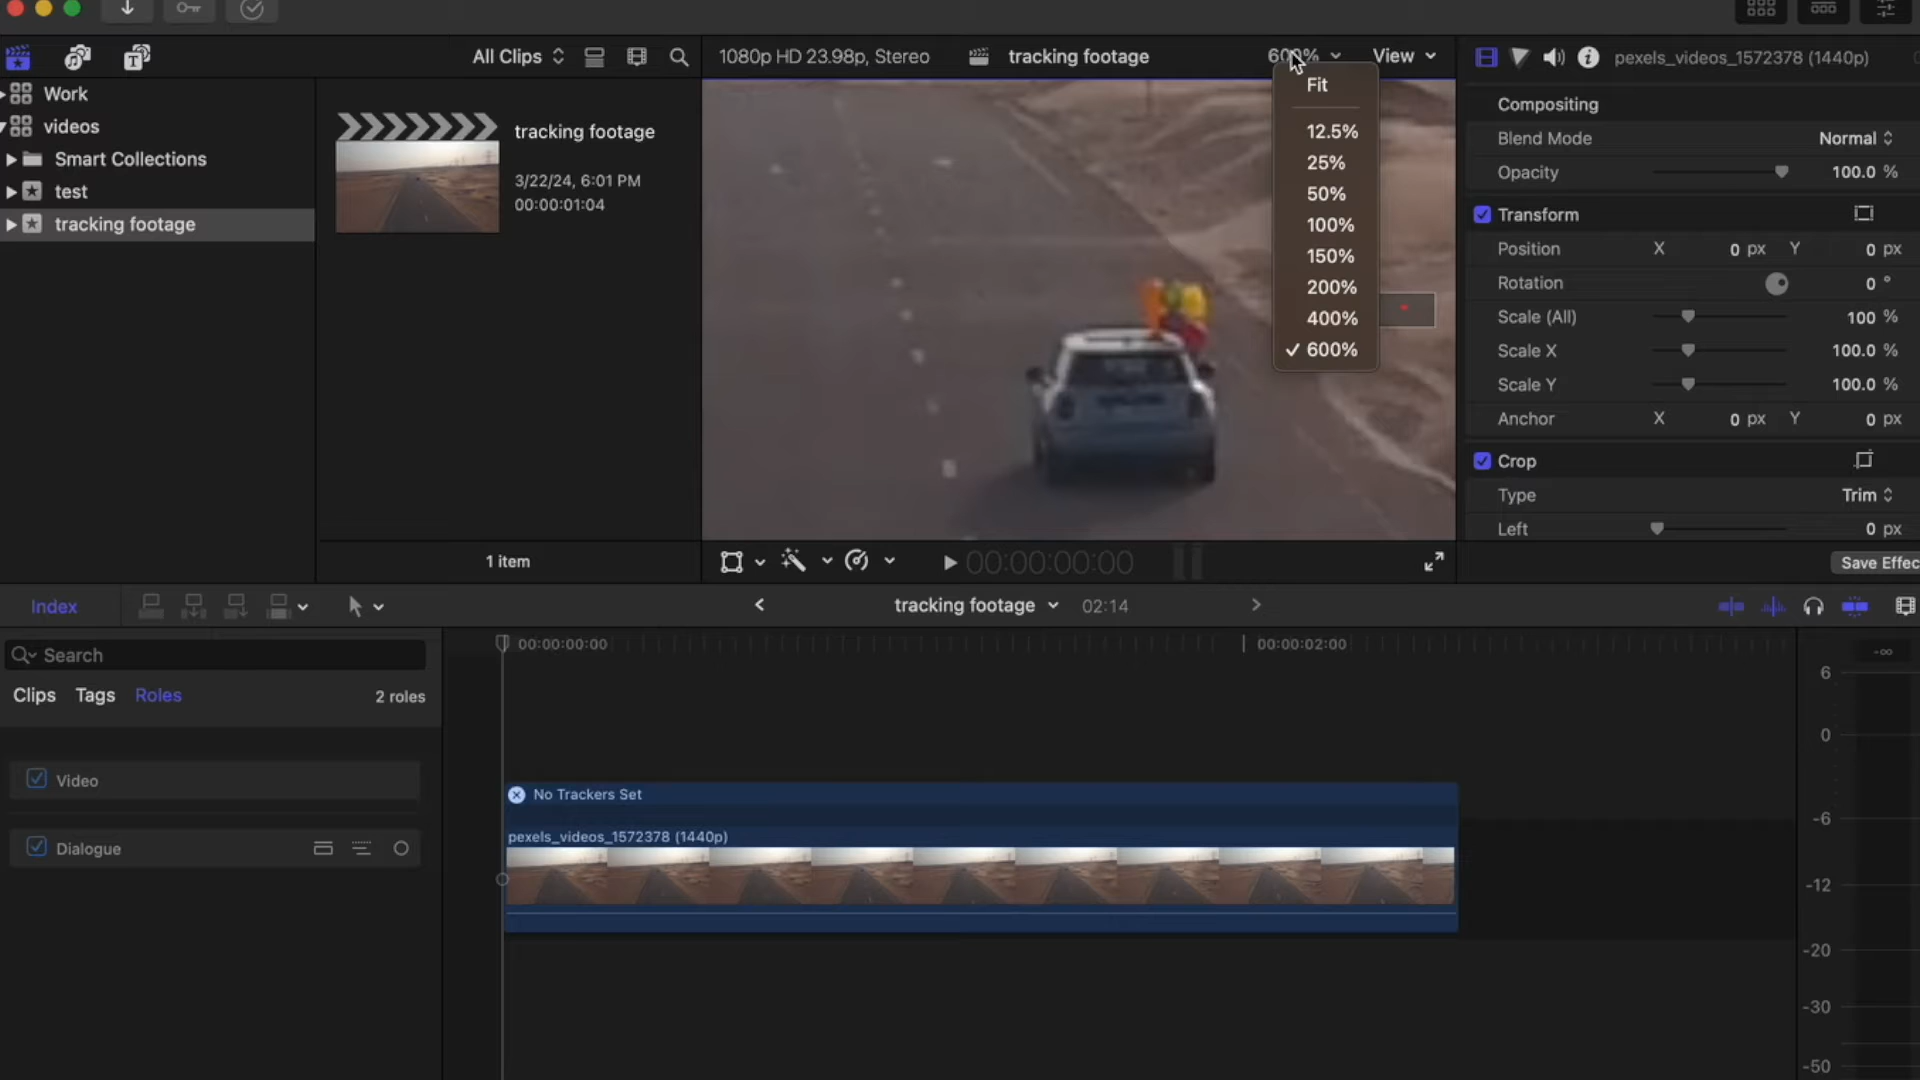 All Clips
1080p HD 23.98p, Stereo
tracking footage
600%
View
pexels_videos_1572378 (1440p)
Work
videos
Smart Collections
test
tracking footage
tracking footage
3/22/24, 6:01 PM
00:00:01:04
1 item
Fit
12.5%
25%
50%
100%
150%
200%
400%
✓ 600%
Compositing
Blend Mode Normal
Opacity 100.0 %
Transform
Position X 0 px Y 0 px
Rotation 0 °
Scale (All) 100 %
Scale X 100.0 %
Scale Y 100.0 %
Anchor X 0 px Y 0 px
Crop
Type Trim
Left 0 px
00:00:00:00
Save Effec
Index
tracking footage
02:14
Search
Clips Tags Roles 2 roles
Video
Dialogue
00:00:00:00
00:00:02:00
No Trackers Set
pexels_videos_1572378 (1440p)
-∞
6
0
-6
-12
-20
-30
-50